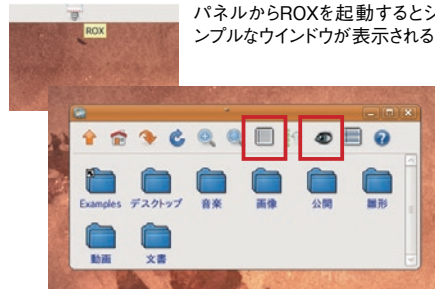 パネルからROXを起動するとシ
ンプルなウインドウが表示される
ROX
Examples デスクトップ 音楽 画像 公開 雛形
動画 文書